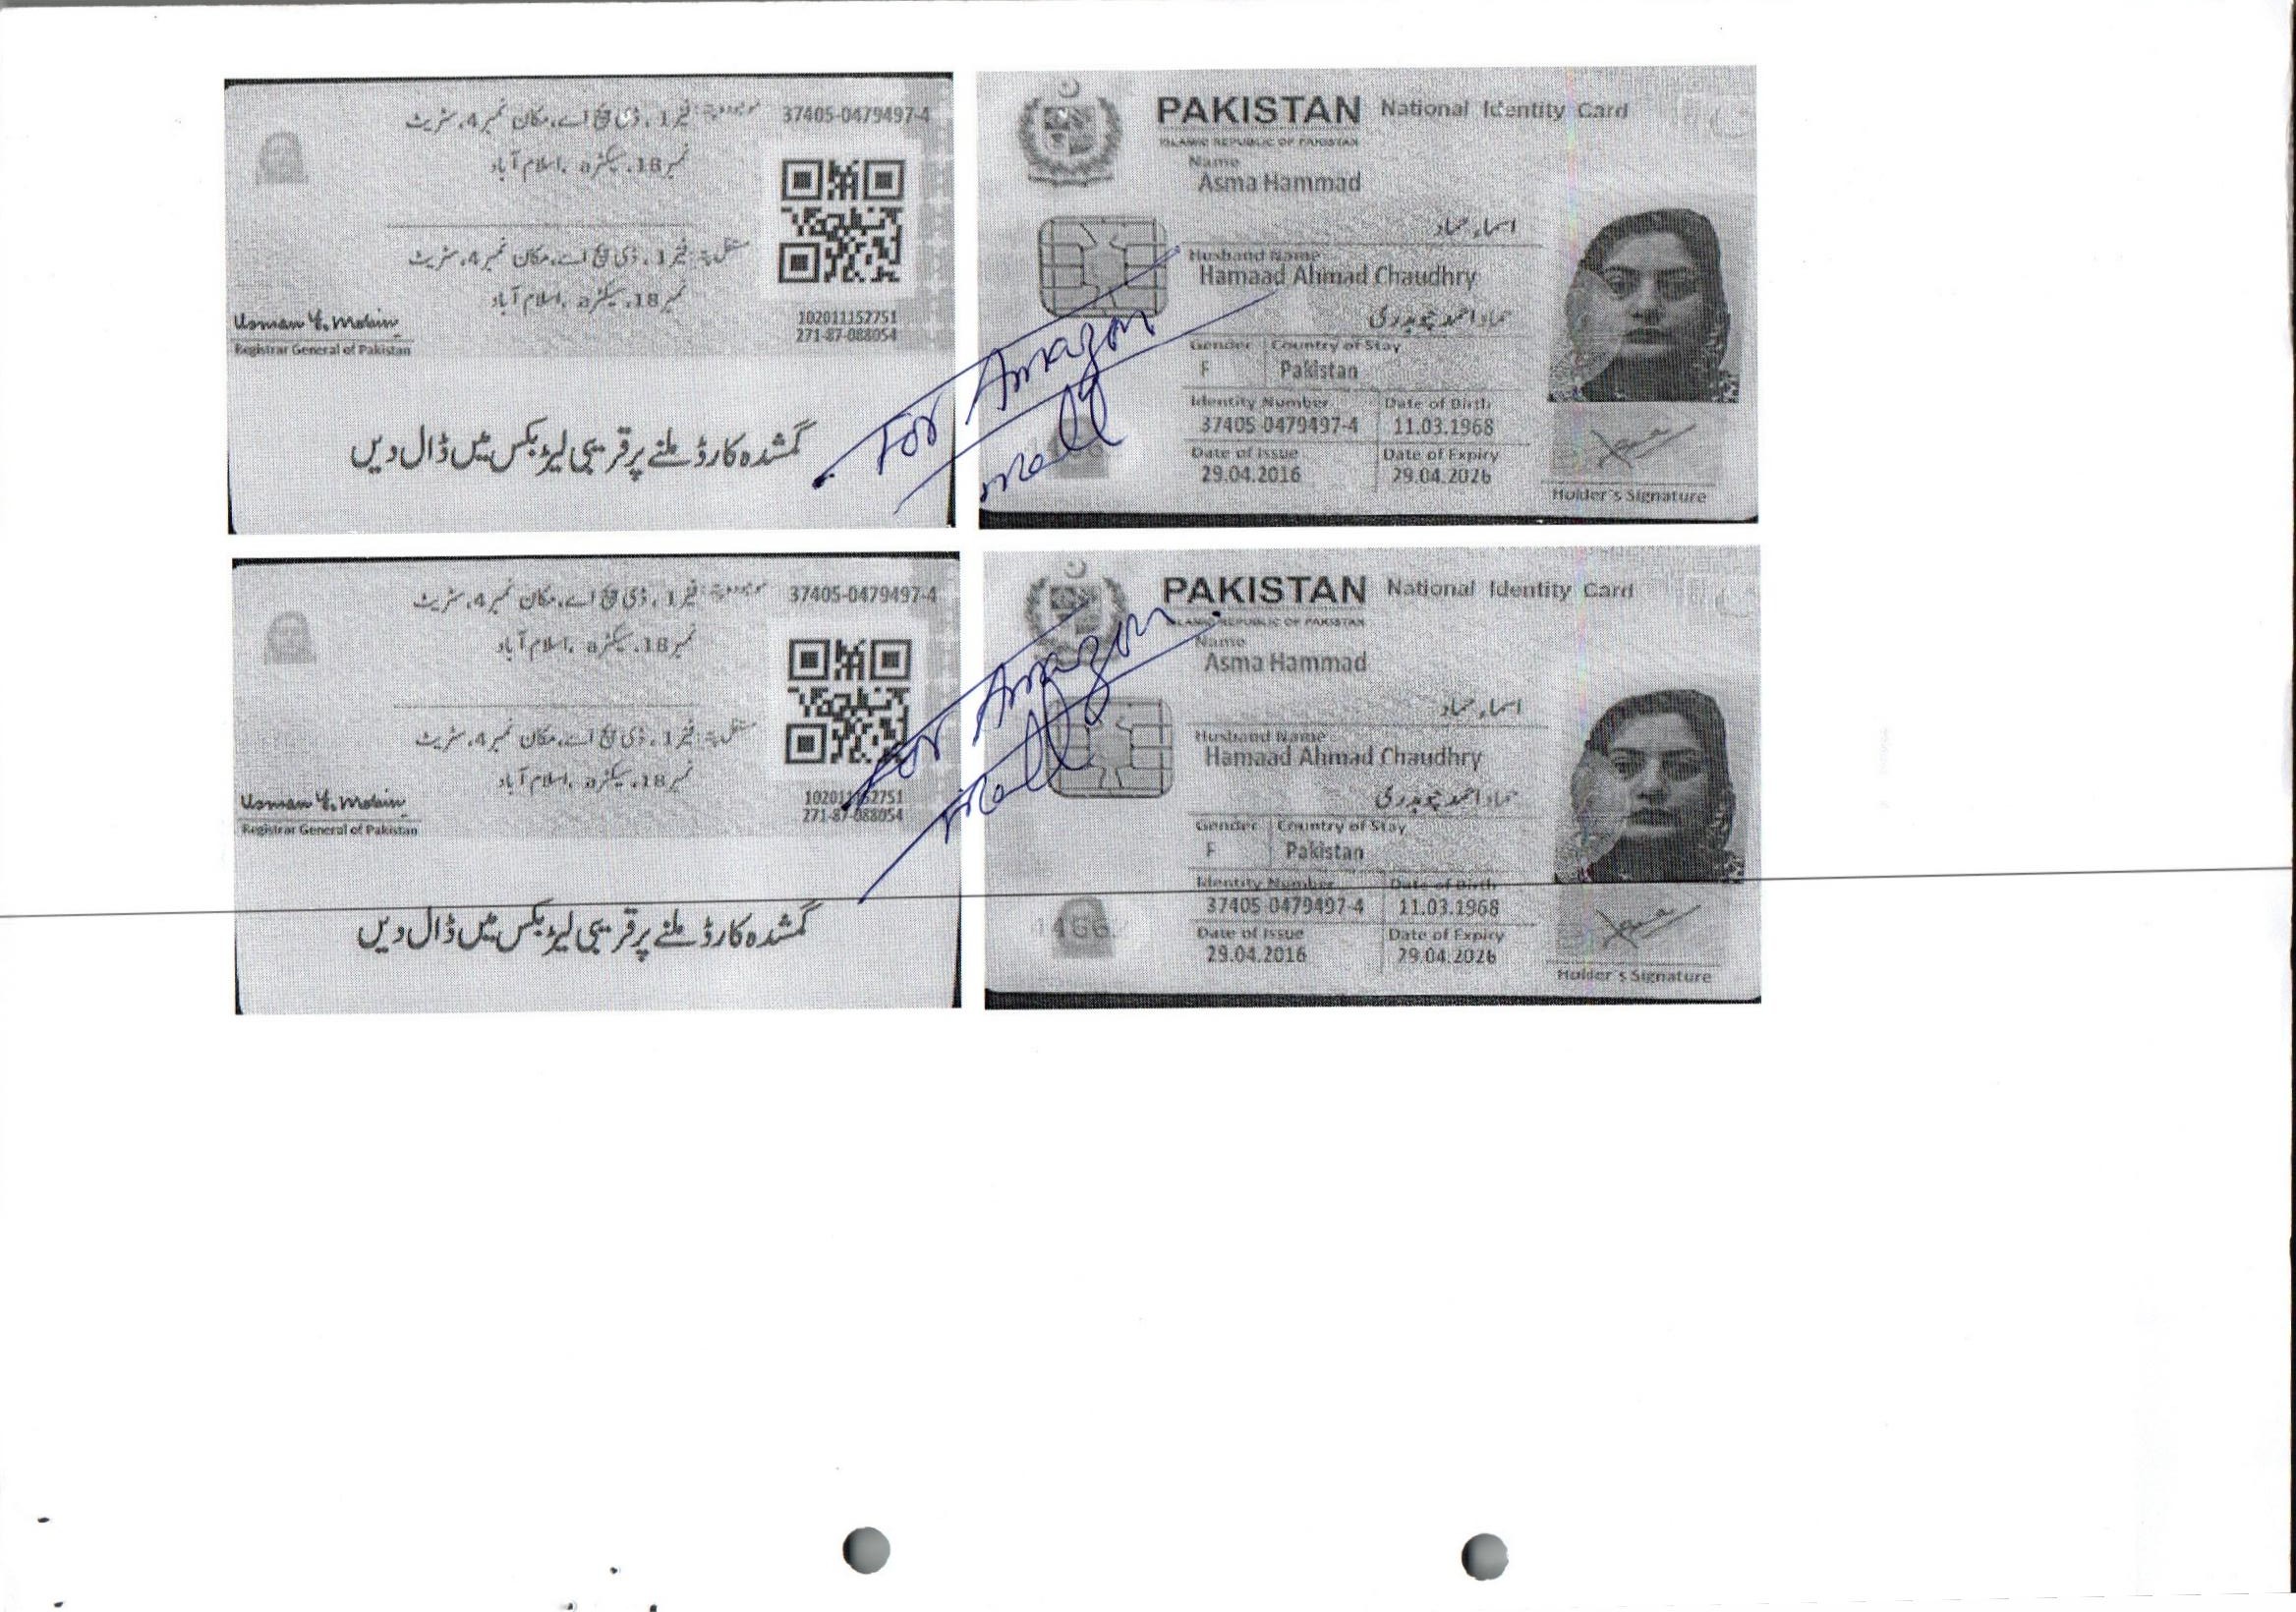 موجودہ پتہ: فیز 1، ڈی ایچ اے، مکان نمبر 4، سٹریٹ
نمبر 18، سیکٹر a، اسلام آباد
37405-0479497-4
مستقل پتہ: فیز 1، ڈی ایچ اے، مکان نمبر 4، سٹریٹ
نمبر 18، سیکٹر a، اسلام آباد
102011152751
271-87-088054
Usman Y. Mobin
Registrar General of Pakistan
گمشدہ کارڈ ملنے پر قریبی لیٹر بکس میں ڈال دیں
PAKISTAN National Identity Card
ISLAMIC REPUBLIC OF PAKISTAN
Name
Asma Hammad
اسماء حماد
Husband Name
Hamaad Ahmad Chaudhry
حماد احمد چوہدری
Gender Country of Stay
F Pakistan
Identity Number Date of Birth
37405 0479497-4 11.03.1968
Date of Issue Date of Expiry
29.04.2016 29.04.2026
Holder's Signature
For Amazon
Mall
موجودہ پتہ: فیز 1، ڈی ایچ اے، مکان نمبر 4، سٹریٹ
نمبر 18، سیکٹر a، اسلام آباد
37405-0479497-4
مستقل پتہ: فیز 1، ڈی ایچ اے، مکان نمبر 4، سٹریٹ
نمبر 18، سیکٹر a، اسلام آباد
102011152751
271-87-088054
Usman Y. Mobin
Registrar General of Pakistan
گمشدہ کارڈ ملنے پر قریبی لیٹر بکس میں ڈال دیں
PAKISTAN National Identity Card
ISLAMIC REPUBLIC OF PAKISTAN
Name
Asma Hammad
اسماء حماد
Husband Name
Hamaad Ahmad Chaudhry
حماد احمد چوہدری
Gender Country of Stay
F Pakistan
Identity Number Date of Birth
37405 0479497-4 11.03.1968
Date of Issue Date of Expiry
29.04.2016 29.04.2026
Holder's Signature
For Amazon
Mall